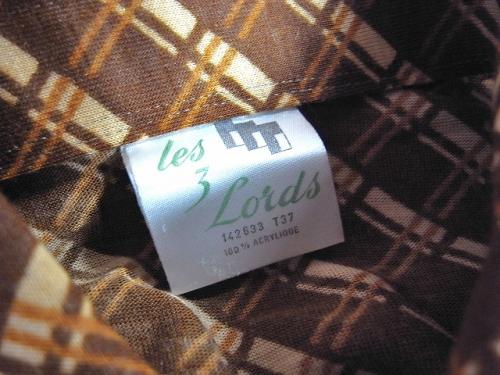 les
3
Lords
142633 T37
100% ACRYLIQUE